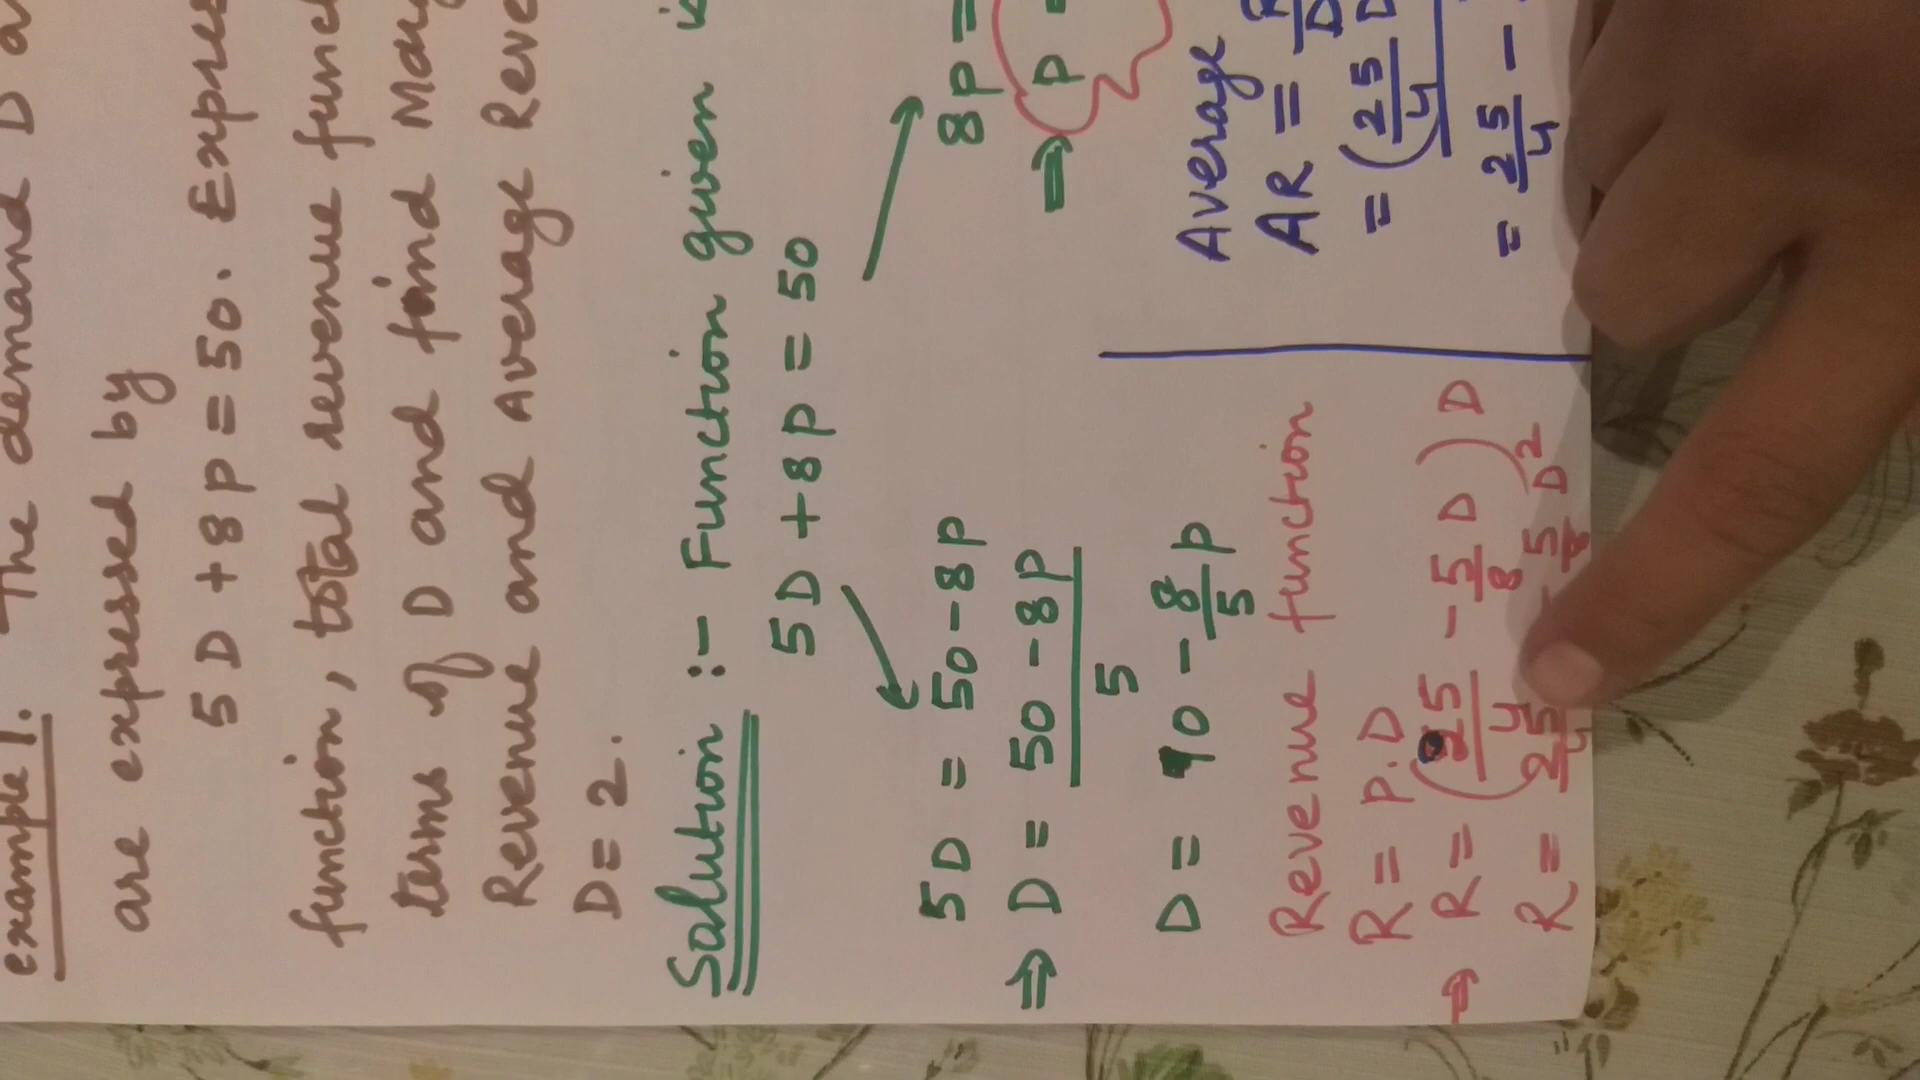 example 1. The demand D a
are expressed by
5D + 8P = 50. Expres
function, total revenue func
terms of D and find Marg
Revenue and Average Reve
D = 2.
Solution :- Function given is
5D + 8P = 50
5D = 50 - 8P
⇒ D = 50 - 8P / 5
D = 10 - 8/5 P
8P =
⇒ P =
Revenue function
R = P.D
⇒ R = (25/4 - 5/8 D) D
R = 25/4 - 5/8 D²
Average
AR = R/D
= (25/4 D
= 25/4 -